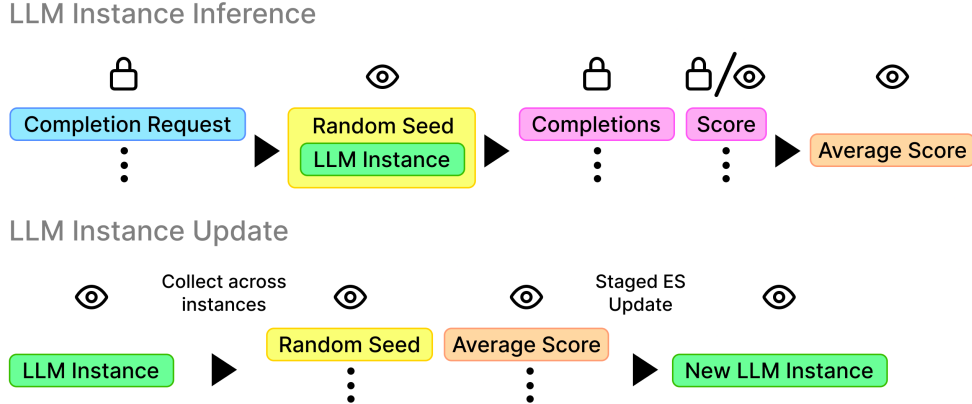 LLM Instance Inference
Completion Request
Random Seed
LLM Instance
Completions
Score
Average Score
LLM Instance Update
Collect across
instances
Staged ES
Update
LLM Instance
Random Seed
Average Score
New LLM Instance